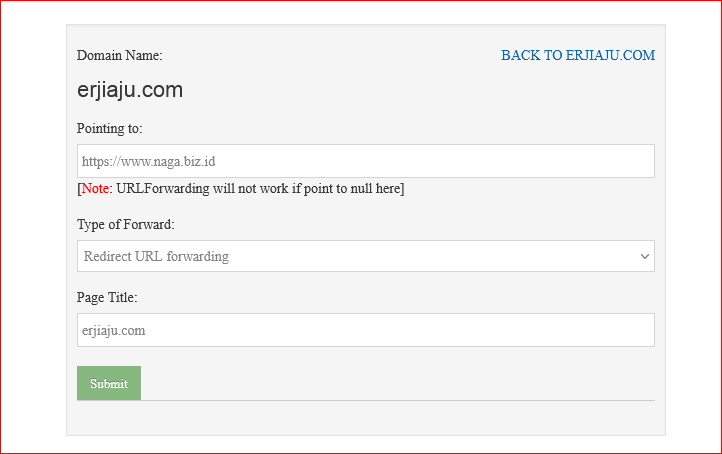 Domain Name:
BACK TO ERJIAJU.COM
erjiaju.com
Pointing to:
https://www.naga.biz.id
[Note: URLForwarding will not work if point to null here]
Type of Forward:
Redirect URL forwarding
Page Title:
erjiaju.com
Submit